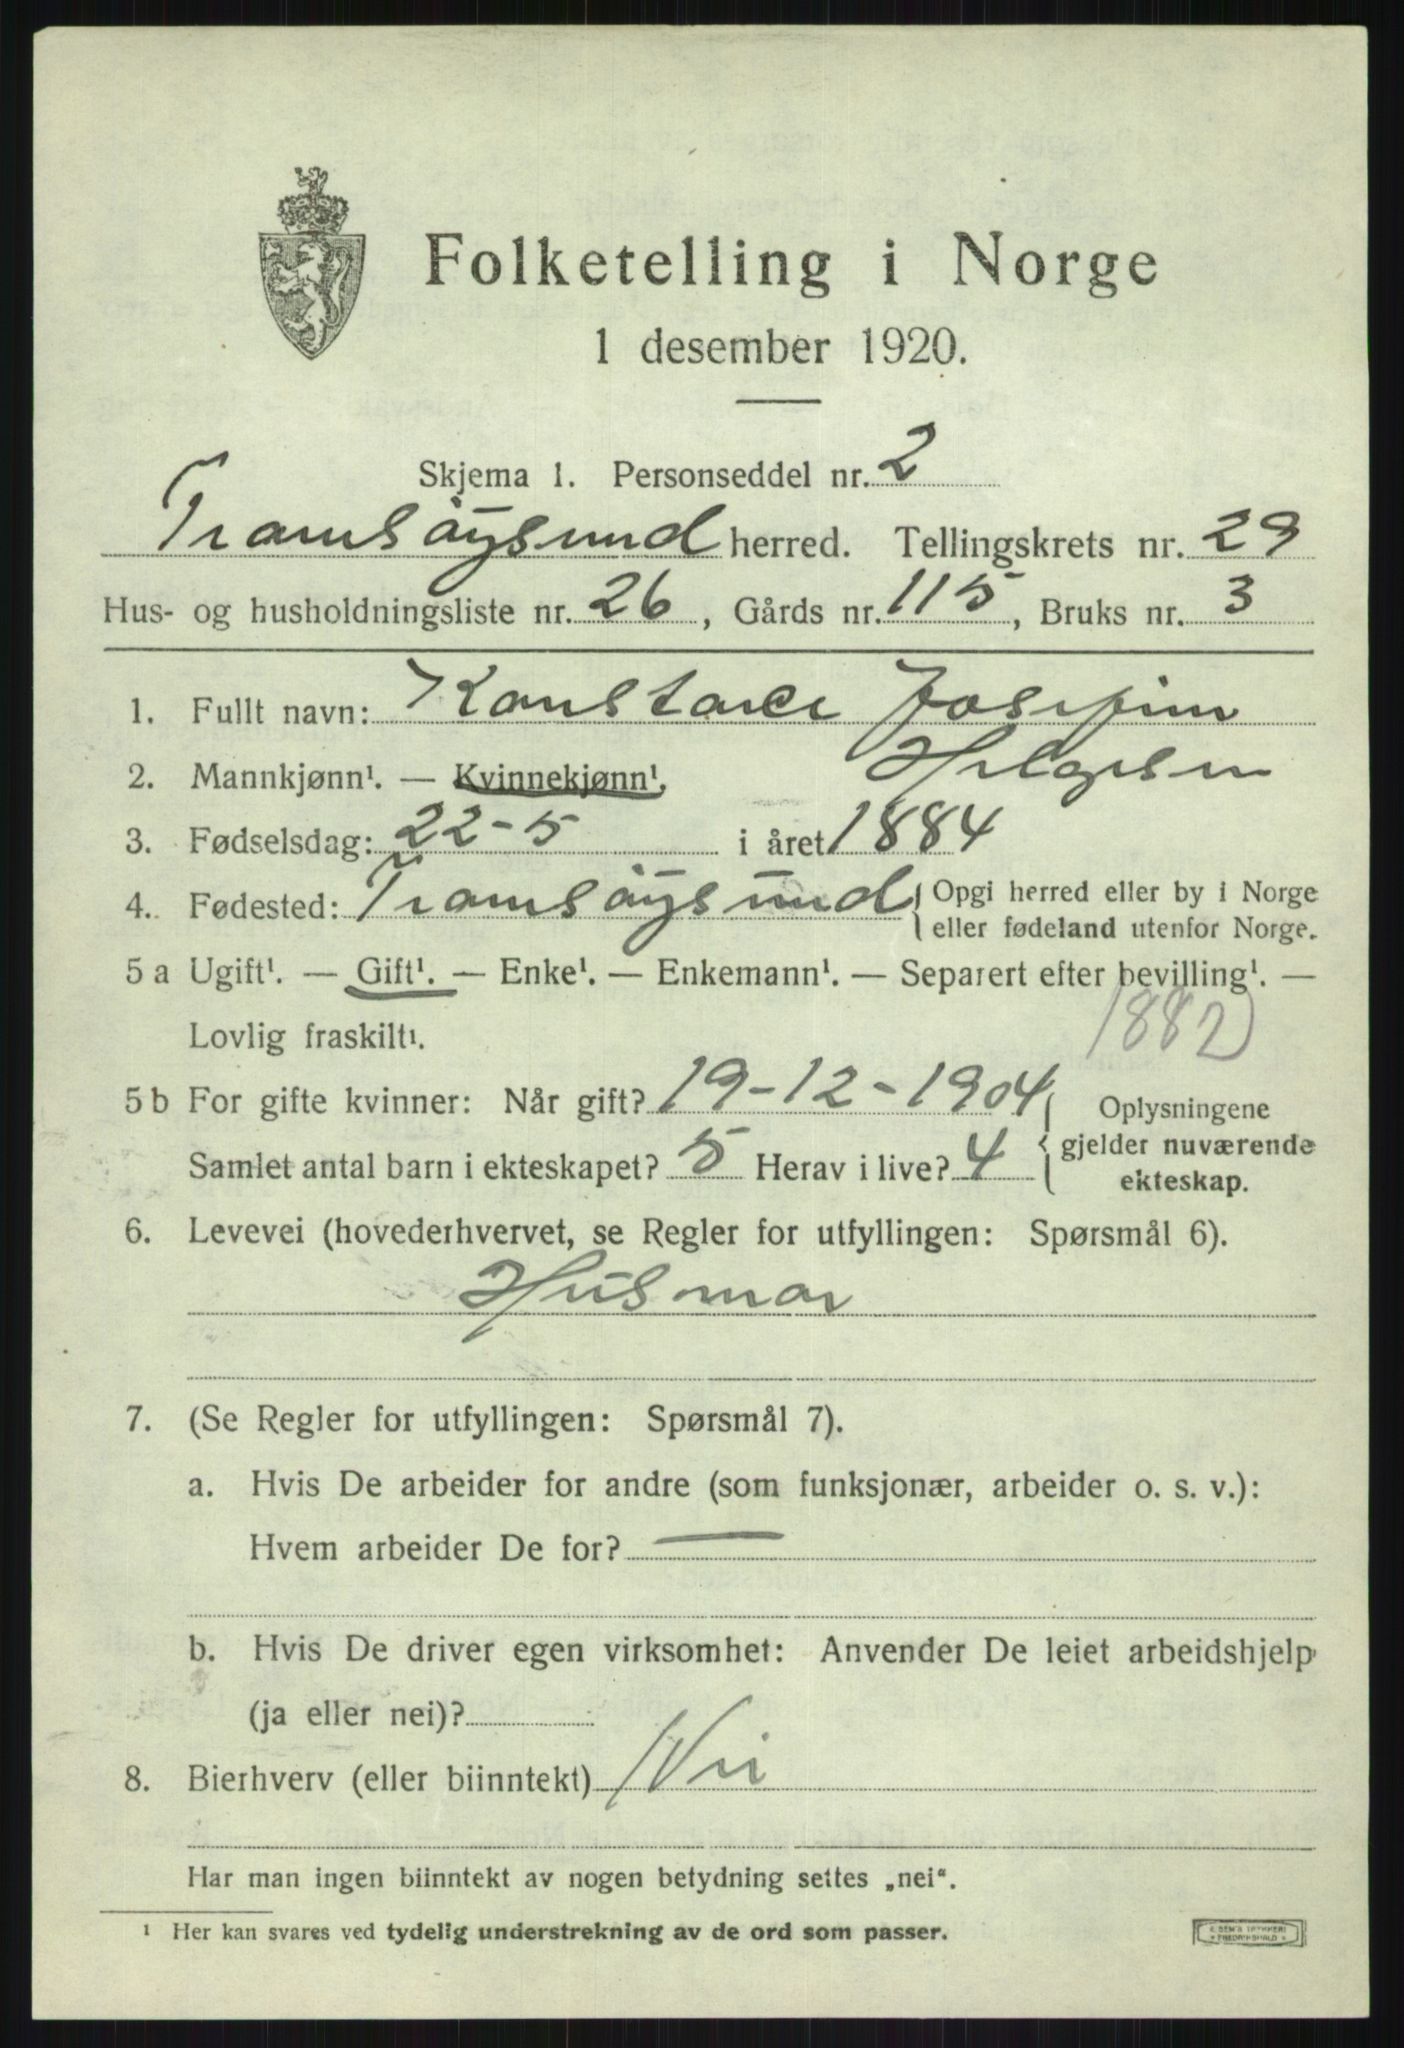 Folketelling i Norge
1 desember 1920.
Skjema 1. Personseddel nr. 2
Tromsöysund herred. Tellingskrets nr. 29
Hus- og husholdningsliste nr. 26, Gårds nr. 115, Bruks nr. 3
1. Fullt navn: Konstance Josefine
Helgesen
2. Mannkjønn¹. — Kvinnekjønn¹.
3. Fødselsdag: 22-5 i året 1884
4. Fødested: Tromsöysund { Opgi herred eller by i Norge
eller fødeland utenfor Norge.
5 a Ugift¹. — Gift¹. — Enke¹. — Enkemann¹. — Separert efter bevilling¹. —
Lovlig fraskilt¹.
1882
5 b For gifte kvinner: Når gift? 19-12-1904
Samlet antal barn i ekteskapet? 5 Herav i live? 4
{ Oplysningene
gjelder nuværende
ekteskap.
6. Levevei (hovederhvervet, se Regler for utfyllingen: Spørsmål 6).
Husmor
7. (Se Regler for utfyllingen: Spørsmål 7).
a. Hvis De arbeider for andre (som funksjonær, arbeider o. s. v.):
Hvem arbeider De for? —
b. Hvis De driver egen virksomhet: Anvender De leiet arbeidshjelp
(ja eller nei)?
8. Bierhverv (eller biinntekt) Nei
Har man ingen biinntekt av nogen betydning settes „nei“.
¹ Her kan svares ved tydelig understrekning av de ord som passer.